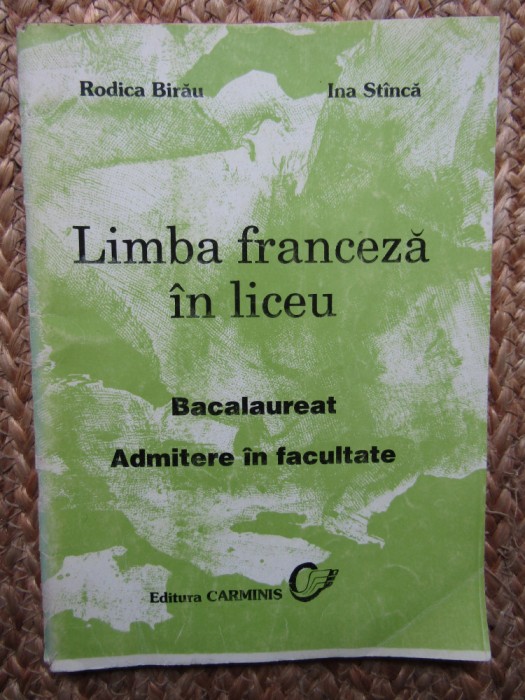 Rodica Birău Ina Stîncă
Limba franceză
în liceu
Bacalaureat
Admitere în facultate
Editura CARMINIS